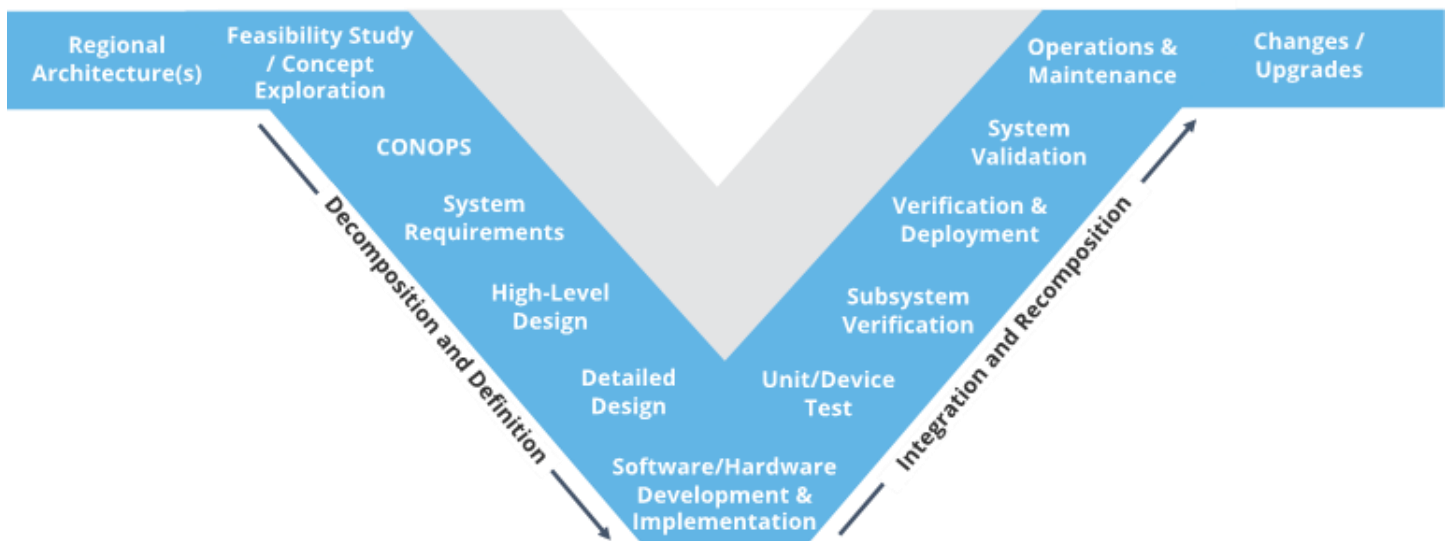 Regional
Architecture(s)
Feasibility Study
/ Concept
Exploration
CONOPS
System
Requirements
High-Level
Design
Detailed
Design
Software/Hardware
Development &
Implementation
Unit/Device
Test
Subsystem
Verification
Verification &
Deployment
System
Validation
Operations &
Maintenance
Changes /
Upgrades
Decomposition and Definition
Integration and Recomposition